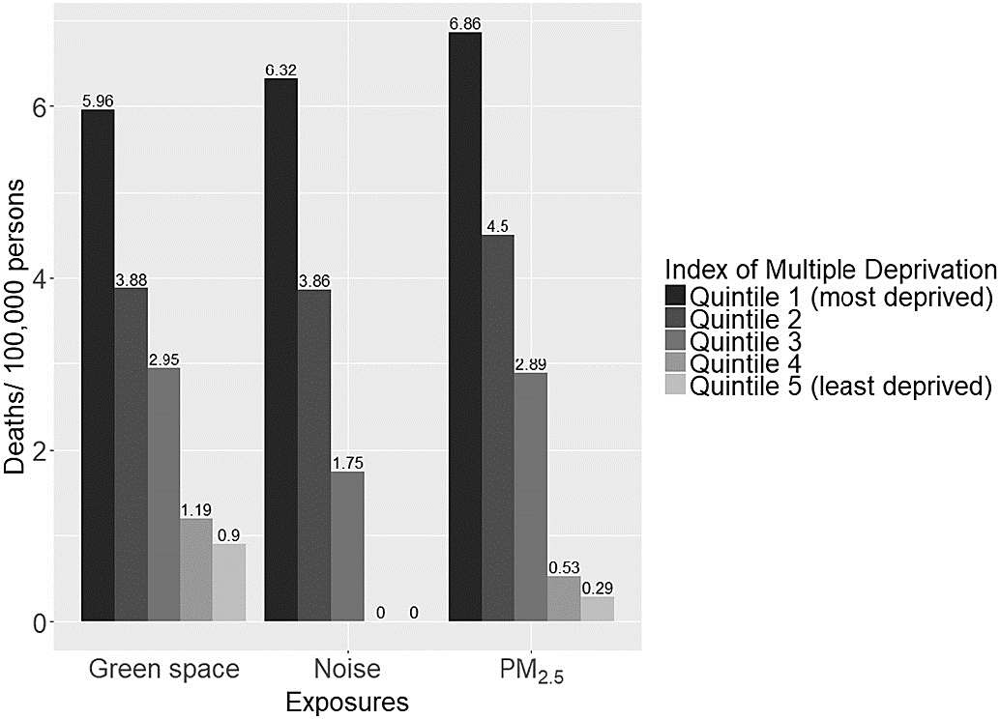 6.86
6.32
5.96
6
4.5
3.88
3.86
4
2.95
2.89
1.75
2
1.19
0.9
0.53
0.29
0
0
0
Deaths/ 100,000 persons
Green space
Noise
PM2.5
Exposures
Index of Multiple Deprivation
Quintile 1 (most deprived)
Quintile 2
Quintile 3
Quintile 4
Quintile 5 (least deprived)